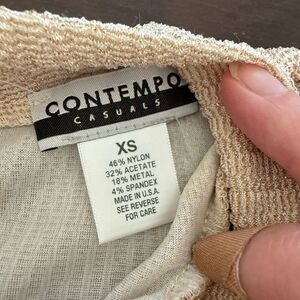 CONTEMPO
CASUALS
XS
46% NYLON
32% ACETATE
18% METAL
4% SPANDEX
MADE IN U.S.A.
SEE REVERSE
FOR CARE